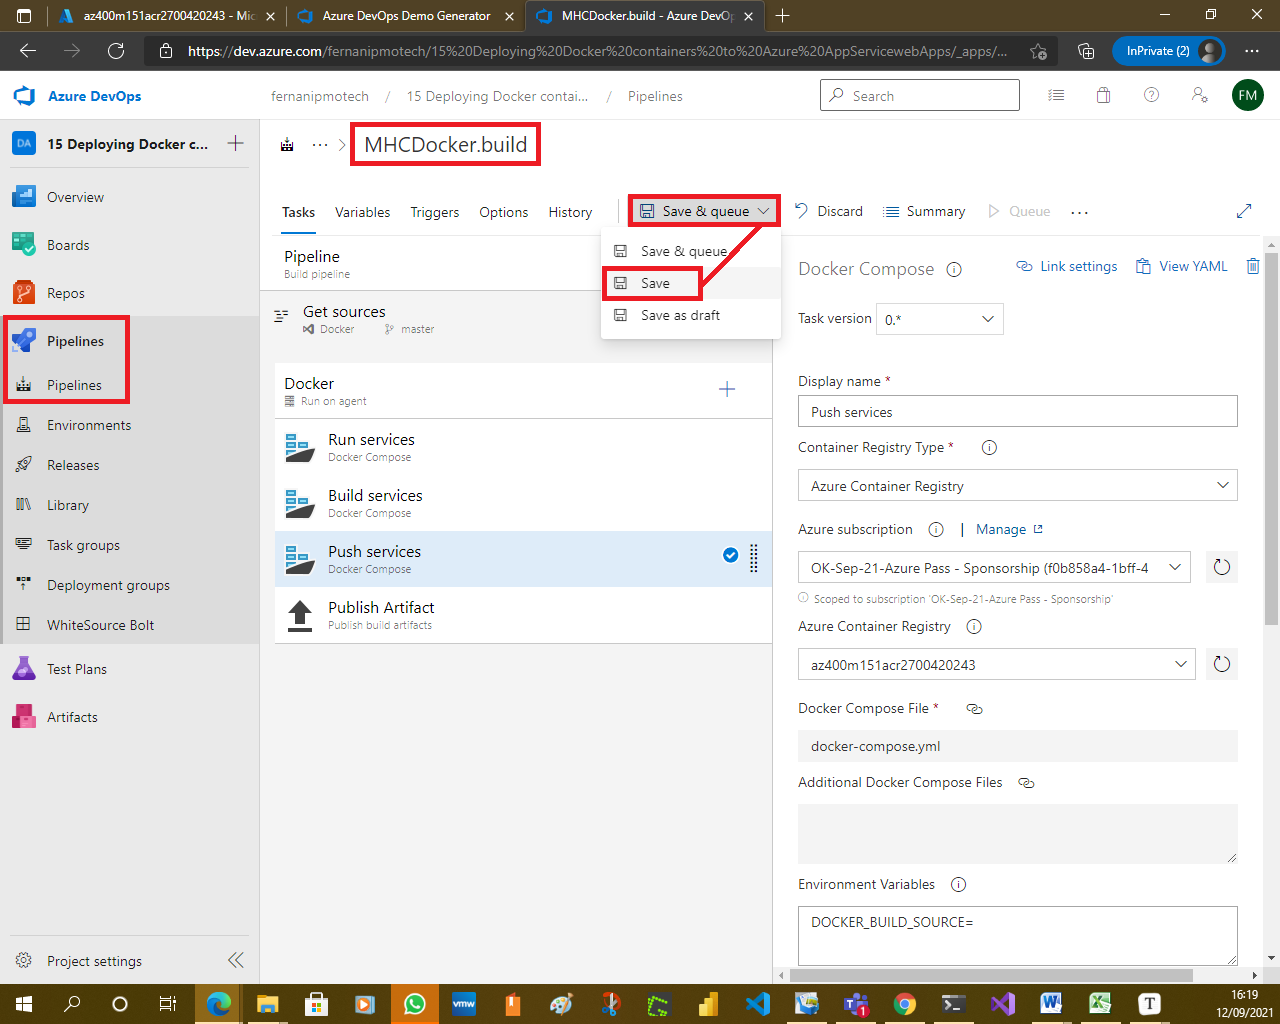 az400m151acr2700420243 - Mic
Azure DevOps Demo Generator
MHCDocker.build - Azure DevOp
https://dev.azure.com/fernanipmotech/15%20Deploying%20Docker%20containers%20to%20Azure%20AppServicewebApps/_apps/...
InPrivate (2)
Azure DevOps
fernanipmotech / 15 Deploying Docker contai... / Pipelines
Search
FM
DA
15 Deploying Docker c...
MHCDocker.build
Overview
Boards
Repos
Pipelines
Pipelines
Environments
Releases
Library
Task groups
Deployment groups
WhiteSource Bolt
Test Plans
Artifacts
Project settings
Tasks Variables Triggers Options History
Save & queue
Discard
Summary
Queue
Save & queue
Save
Save as draft
Pipeline
Build pipeline
Get sources
Docker master
Docker
Run on agent
Run services
Docker Compose
Build services
Docker Compose
Push services
Docker Compose
Publish Artifact
Publish build artifacts
Docker Compose
Link settings
View YAML
Task version
0.*
Display name *
Push services
Container Registry Type *
Azure Container Registry
Azure subscription | Manage
OK-Sep-21-Azure Pass - Sponsorship (f0b858a4-1bff-4
Scoped to subscription 'OK-Sep-21-Azure Pass - Sponsorship'
Azure Container Registry
az400m151acr2700420243
Docker Compose File *
docker-compose.yml
Additional Docker Compose Files
Environment Variables
DOCKER_BUILD_SOURCE=
vmw
1
T
16:19
12/09/2021